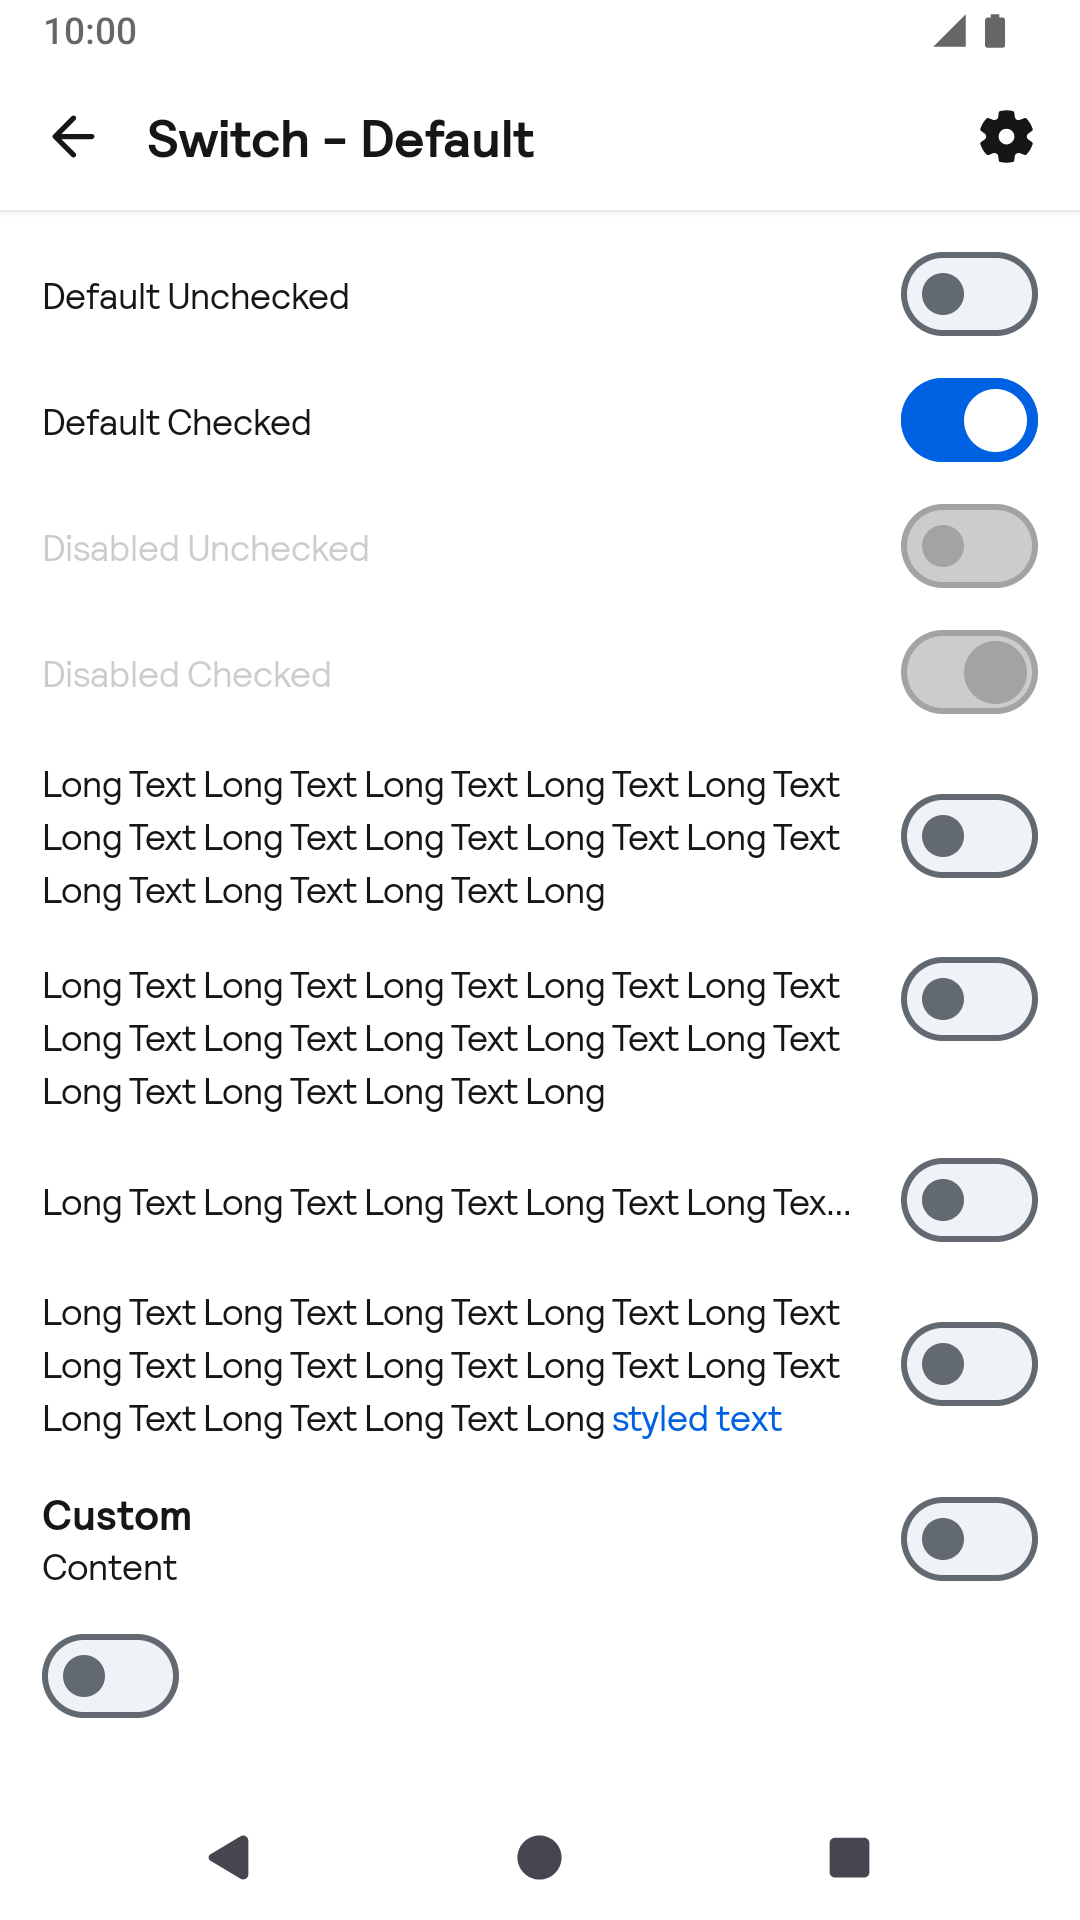 10:00
Switch - Default
Default Unchecked
Default Checked
Disabled Unchecked
Disabled Checked
Long Text Long Text Long Text Long Text Long Text
Long Text Long Text Long Text Long Text Long Text
Long Text Long Text Long Text Long
Long Text Long Text Long Text Long Text Long Text
Long Text Long Text Long Text Long Text Long Text
Long Text Long Text Long Text Long
Long Text Long Text Long Text Long Text Long Tex...
Long Text Long Text Long Text Long Text Long Text
Long Text Long Text Long Text Long Text Long Text
Long Text Long Text Long Text Long styled text
Custom
Content